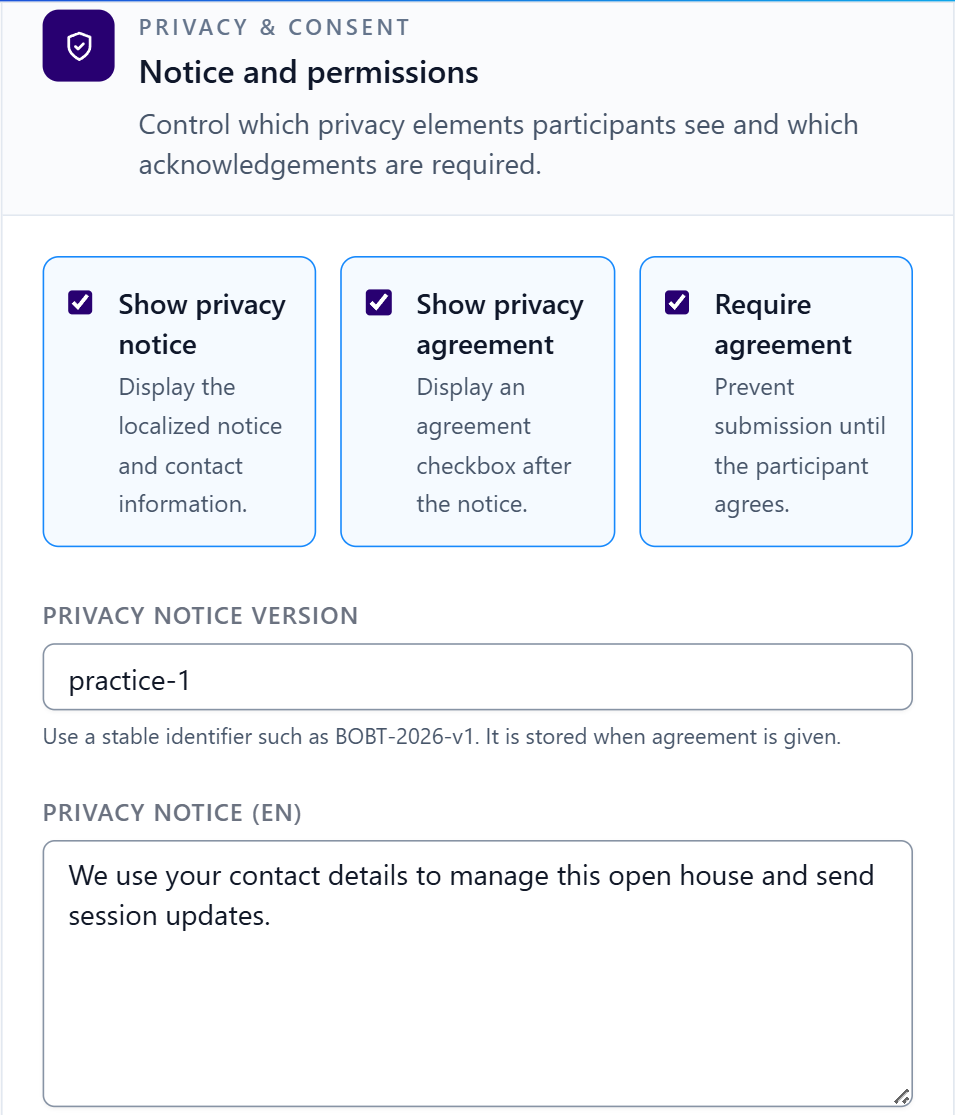 PRIVACY & CONSENT
Notice and permissions
Control which privacy elements participants see and which
acknowledgements are required.
Show privacy
notice
Display the
localized notice
and contact
information.
Show privacy
agreement
Display an
agreement
checkbox after
the notice.
Require
agreement
Prevent
submission until
the participant
agrees.
PRIVACY NOTICE VERSION
practice-1
Use a stable identifier such as BOBT-2026-v1. It is stored when agreement is given.
PRIVACY NOTICE (EN)
We use your contact details to manage this open house and send
session updates.